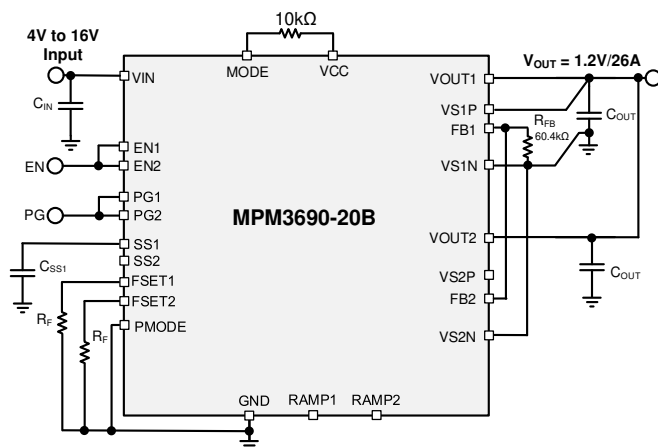 4V to 16V
Input
10kΩ
VOUT = 1.2V/26A
MODE
VCC
VIN
VOUT1
CIN
VS1P
FB1
RFB
60.4kΩ
COUT
EN
EN1
EN2
VS1N
PG
PG1
PG2
MPM3690-20B
SS1
SS2
CSS1
VOUT2
COUT
FSET1
FSET2
VS2P
FB2
RF
RF
PMODE
VS2N
GND
RAMP1
RAMP2